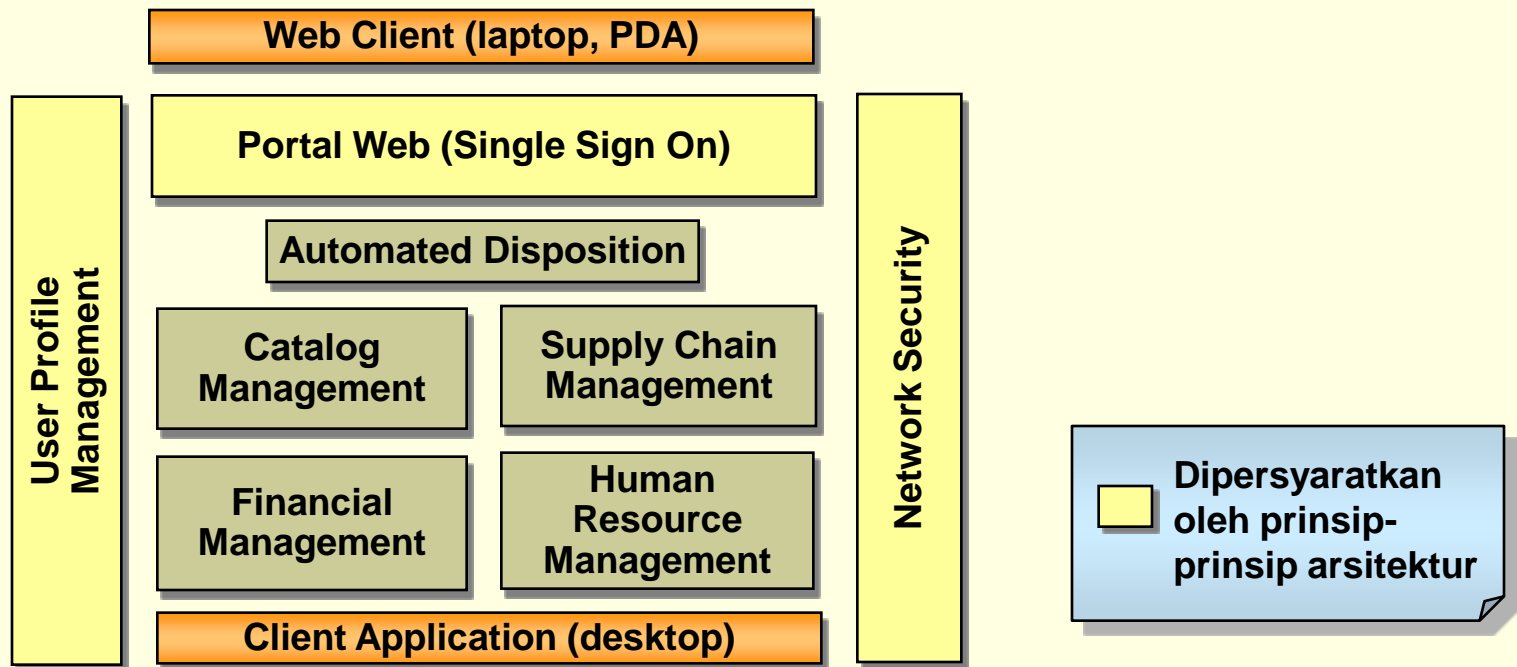 Web Client (laptop, PDA)
User Profile
Management
Portal Web (Single Sign On)
Network Security
Automated Disposition
Catalog
Management
Supply Chain
Management
Financial
Management
Human
Resource
Management
Client Application (desktop)
Dipersyaratkan
oleh prinsip-
prinsip arsitektur